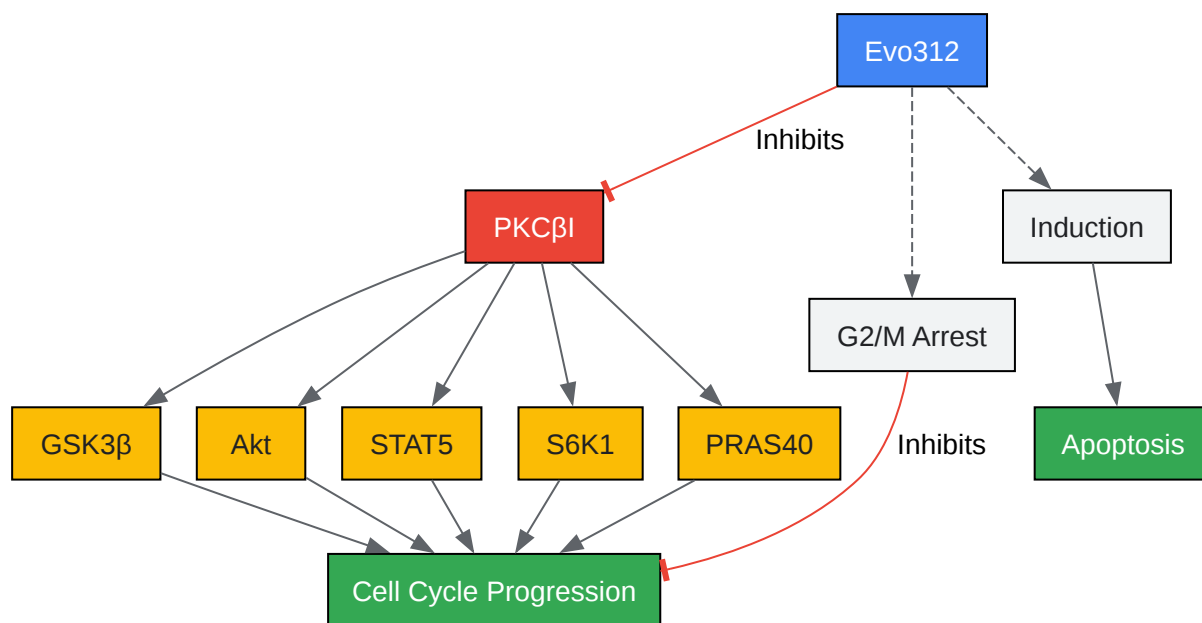 Evo312
Inhibits
PKCβI
Induction
G2/M Arrest
GSK3β
Akt
STAT5
S6K1
PRAS40
Inhibits
Apoptosis
Cell Cycle Progression